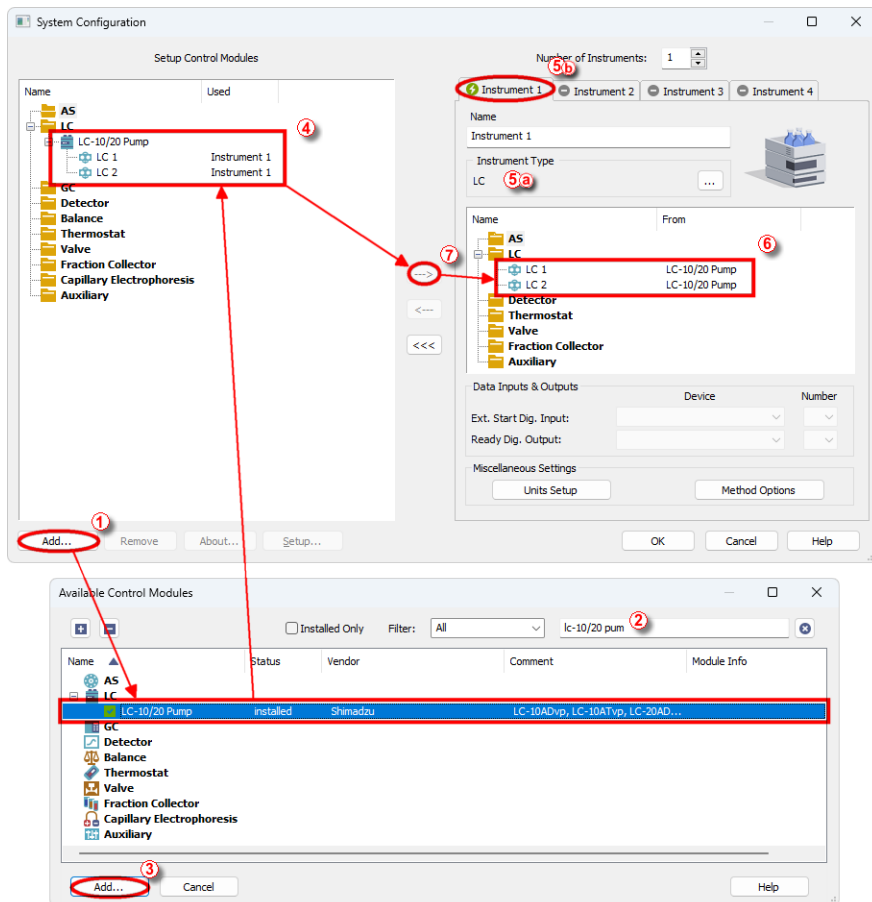 System Configuration
Setup Control Modules
Number of Instruments: 1
5b
Name Used
AS
LC
LC-10/20 Pump
LC 1 Instrument 1
LC 2 Instrument 1
GC
Detector
Balance
Thermostat
Valve
Fraction Collector
Capillary Electrophoresis
Auxiliary
4
7
--->
<---
<<<
Instrument 1 Instrument 2 Instrument 3 Instrument 4
Name
Instrument 1
Instrument Type
LC 5a ...
Name From
6
AS
LC
LC 1 LC-10/20 Pump
LC 2 LC-10/20 Pump
Detector
Thermostat
Valve
Fraction Collector
Auxiliary
Data Inputs & Outputs
Device Number
Ext. Start Dig. Input:
Ready Dig. Output:
Miscellaneous Settings
Units Setup Method Options
1
Add... Remove About... Setup... OK Cancel Help
Available Control Modules
Installed Only Filter: All lc-10/20 pum 2
Name Status Vendor Comment Module Info
AS
LC
LC-10/20 Pump installed Shimadzu LC-10ADvp, LC-10ATvp, LC-20AD...
GC
Detector
Balance
Thermostat
Valve
Fraction Collector
Capillary Electrophoresis
Auxiliary
3
Add... Cancel Help